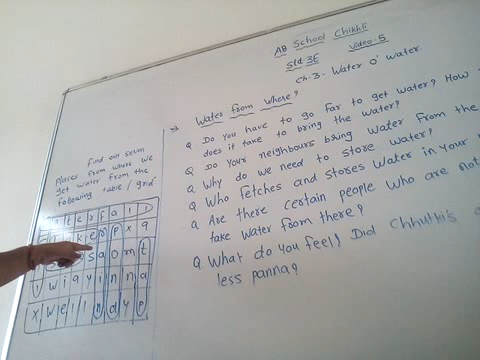 AB School Chikhli
Std 3E Video-5
Ch-3. Water o' water
Water from Where?
Q Do you have to go far to get water? How
does it take to bring the water?
Q Do your neighbours bring water from the
Q Why do we need to store water?
Q Who fetches and stores water in your
Q Are there certain people who are not
take water from there?
Q What do you feel? Did Chhutki's
less panna?
Find out seven
places from where we
get water from the
following table / grid
t e r f a l l
k e r p x q
s a o m t
l w i a y i n n a
x w e l l n d y p